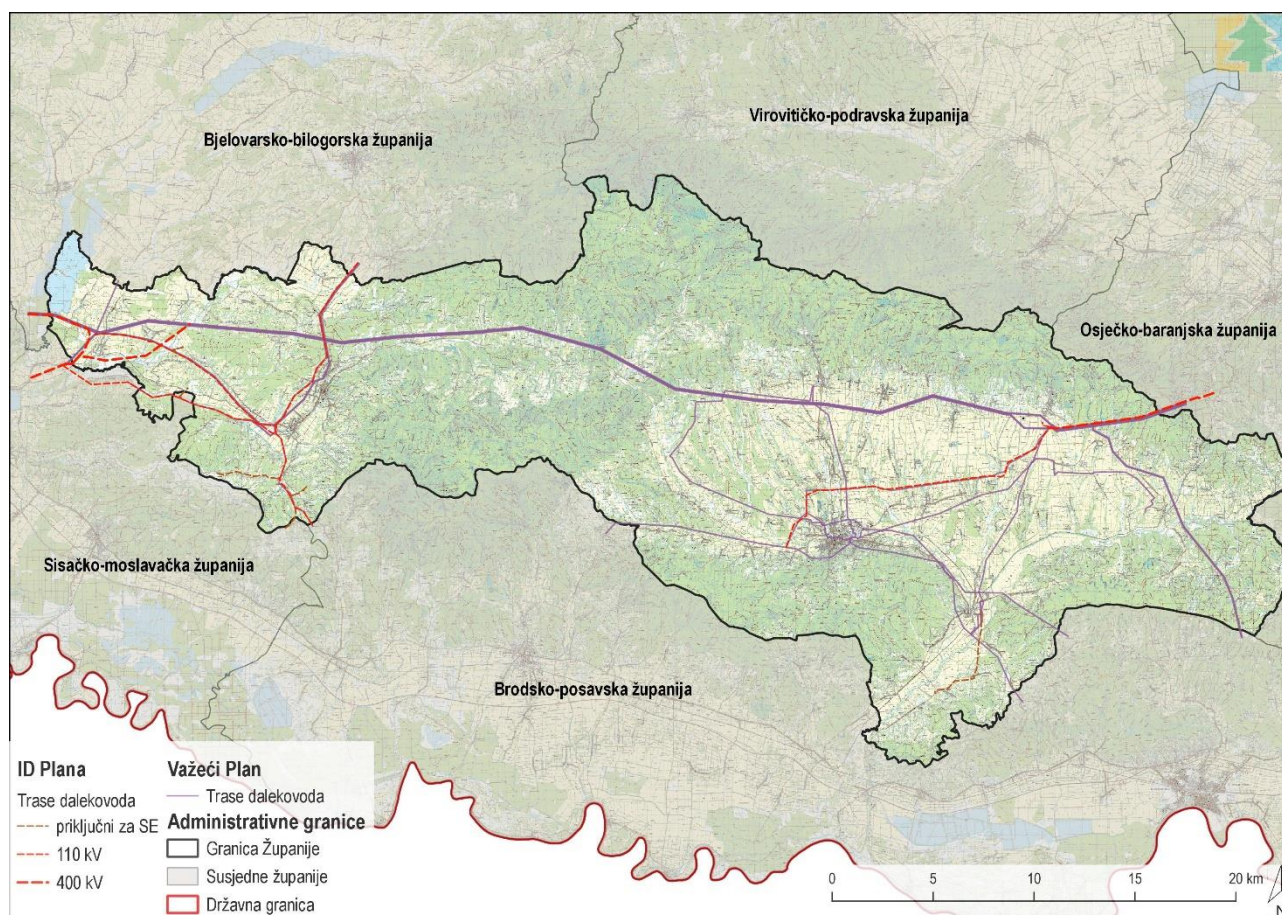 Virovitičko-podravska županija
Bjelovarsko-bilogorska županija
Osječko-baranjska županija
Sisačko-moslavačka županija
Brodsko-posavska županija
ID Plana
Trase dalekovoda
priključni za SE
110 kV
400 kV
Važeći Plan
Trase dalekovoda
Administrativne granice
Granica Županije
Susjedne županije
Državna granica
0 5 10 15 20 km
N